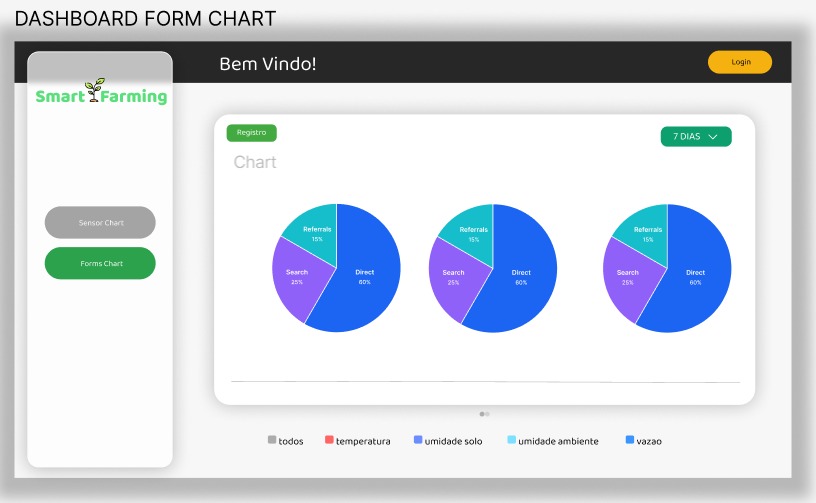 DASHBOARD FORM CHART
Bem Vindo!
Login
Smart Farming
Registro
7 DIAS
Chart
Sensor Chart
Forms Chart
Referrals
15%
Search
25%
Direct
60%
Referrals
15%
Search
25%
Direct
60%
Referrals
15%
Search
25%
Direct
60%
todos temperatura umidade solo umidade ambiente vazao